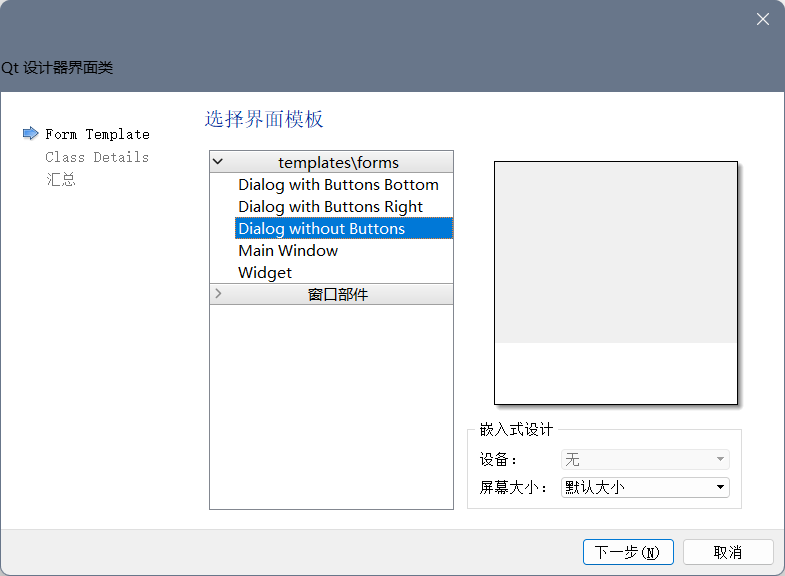 Qt 设计器界面类
Form Template
Class Details
汇总
选择界面模板
templates\forms
Dialog with Buttons Bottom
Dialog with Buttons Right
Dialog without Buttons
Main Window
Widget
窗口部件
嵌入式设计
设备： 无
屏幕大小： 默认大小
下一步(N) 取消